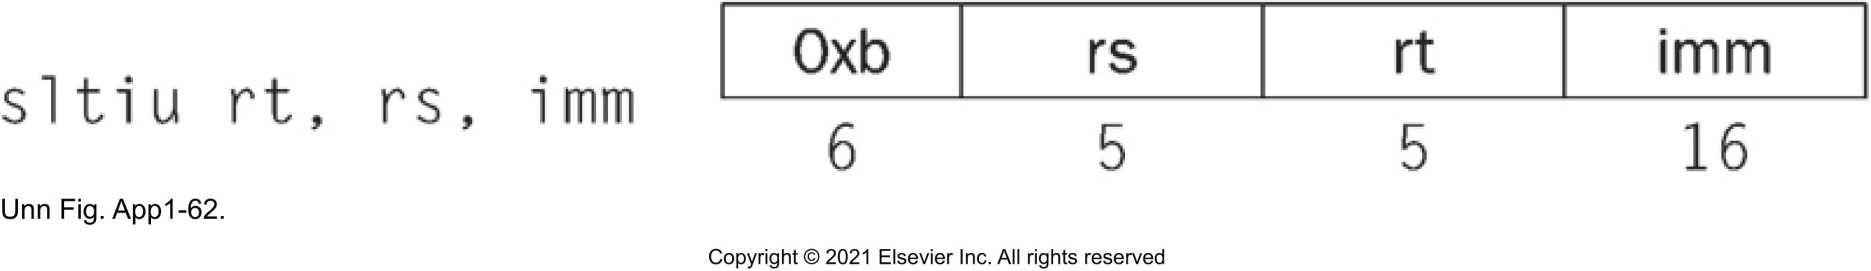 0xb rs rt imm
sltiu rt, rs, imm
6 5 5 16
Unn Fig. App1-62.
Copyright © 2021 Elsevier Inc. All rights reserved